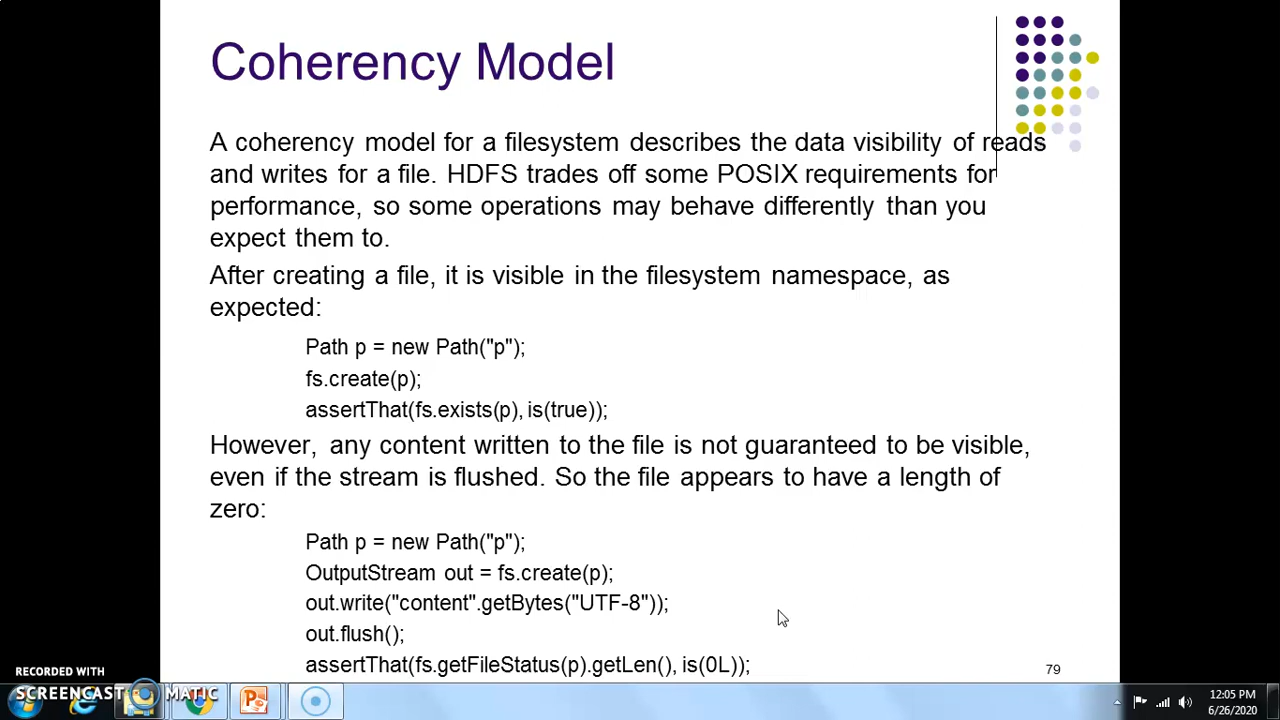 Coherency Model
A coherency model for a filesystem describes the data visibility of reads
and writes for a file. HDFS trades off some POSIX requirements for
performance, so some operations may behave differently than you
expect them to.
After creating a file, it is visible in the filesystem namespace, as
expected:
Path p = new Path("p");
fs.create(p);
assertThat(fs.exists(p), is(true));
However, any content written to the file is not guaranteed to be visible,
even if the stream is flushed. So the file appears to have a length of
zero:
Path p = new Path("p");
OutputStream out = fs.create(p);
out.write("content".getBytes("UTF-8"));
out.flush();
assertThat(fs.getFileStatus(p).getLen(), is(0L));
79
RECORDED WITH
SCREENCAST MATIC
12:05 PM
6/26/2020